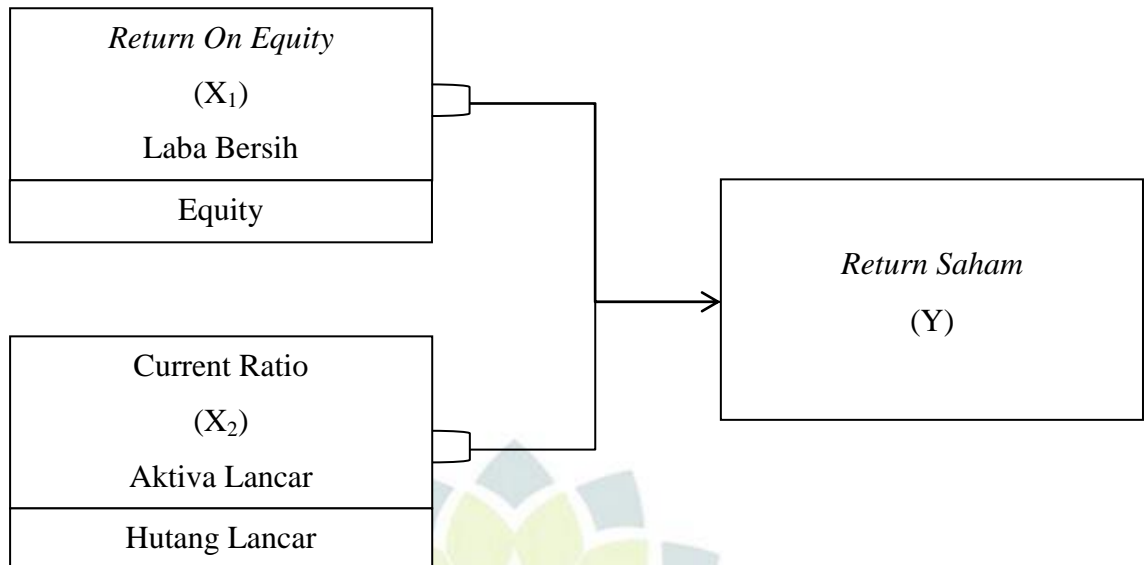 Return On Equity
(X₁)
Laba Bersih
Equity
Return Saham
(Y)
Current Ratio
(X₂)
Aktiva Lancar
Hutang Lancar